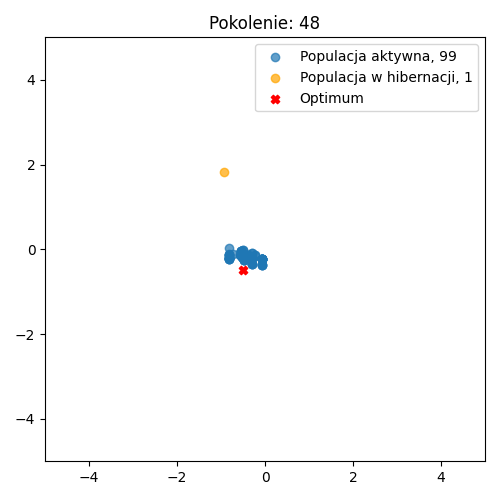 Pokolenie: 48
Populacja aktywna, 99
Populacja w hibernacji, 1
Optimum
4
2
0
−2
−4
−4 −2 0 2 4